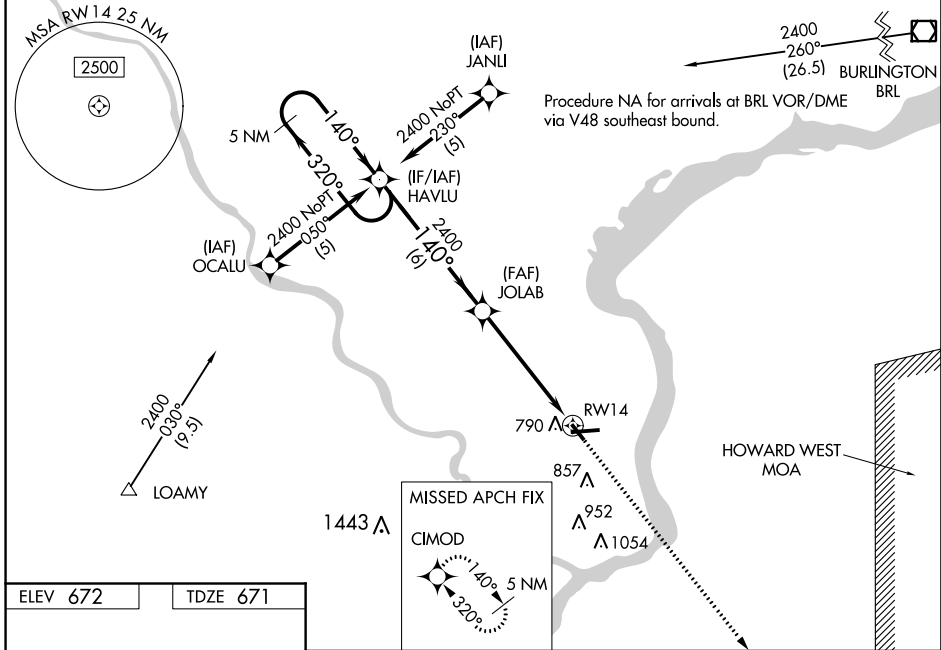 MSA RW14 25 NM
2500
(IAF)
JANLI
2400
260°
(26.5)
BURLINGTON
BRL
Procedure NA for arrivals at BRL VOR/DME
via V48 southeast bound.
2400 NoPT
230°
(5)
5 NM
140°
320°
(IF/IAF)
HAVLU
2400 NoPT
050°
(5)
(IAF)
OCALU
2400
140°
(6)
(FAF)
JOLAB
2400
030°
(9.5)
LOAMY
790
RW14
857
952
1054
1443
HOWARD WEST
MOA
MISSED APCH FIX
CIMOD
140°
5 NM
320°
ELEV 672
TDZE 671